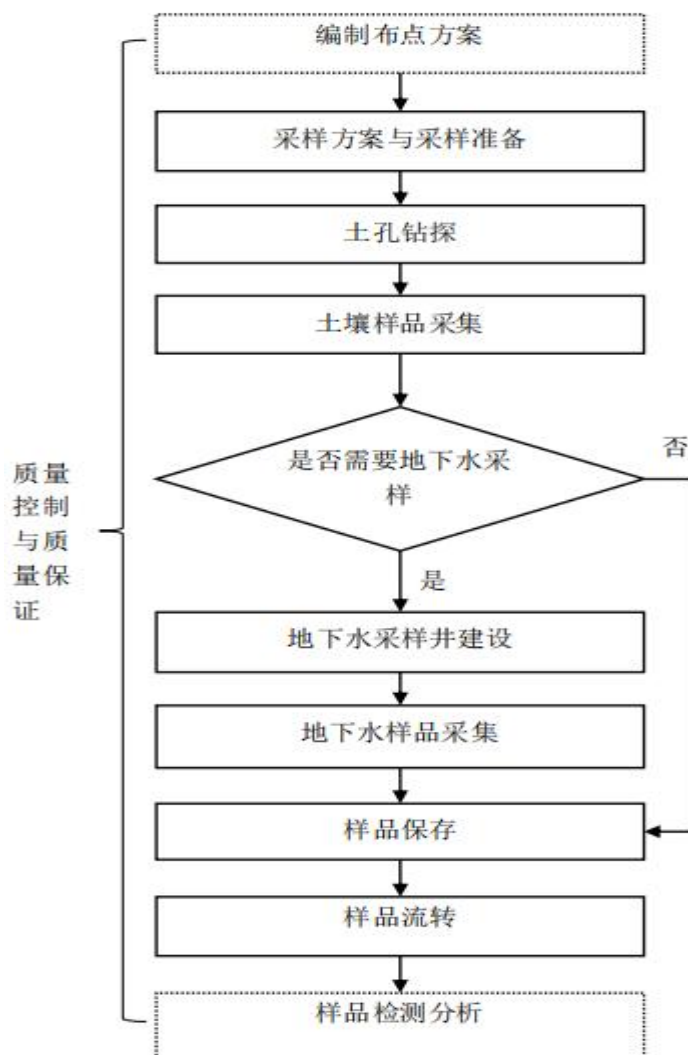 编制布点方案
采样方案与采样准备
土孔钻探
土壤样品采集
是否需要地下水采
样
否
是
质量
控制
与质
量保
证
地下水采样井建设
地下水样品采集
样品保存
样品流转
样品检测分析